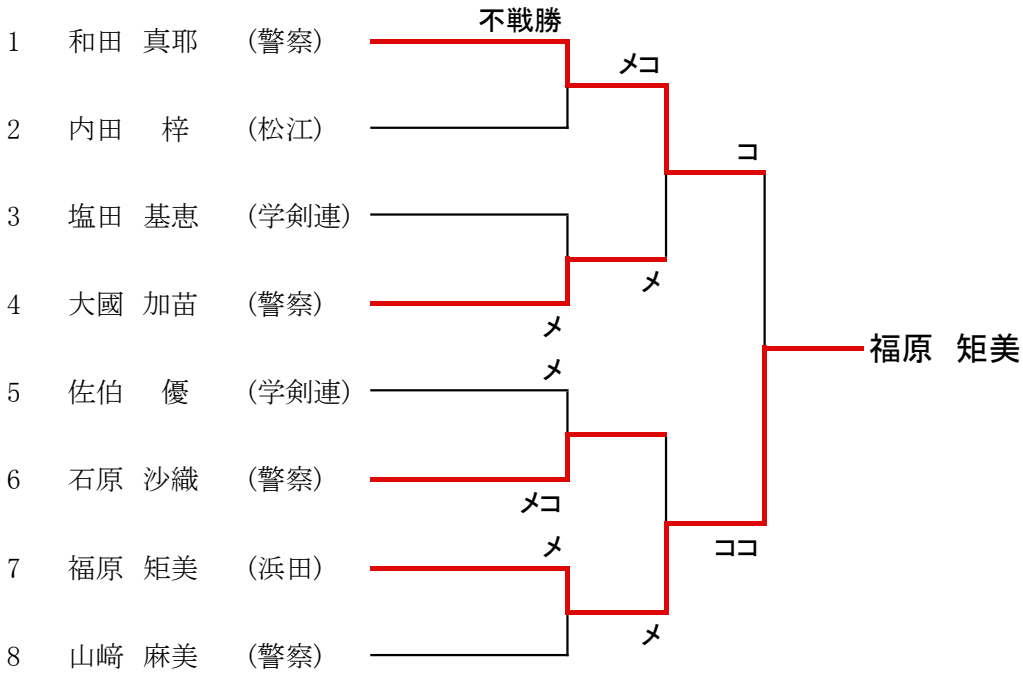 不戦勝
1 和田 真耶 (警察)
メコ
2 内田 梓 (松江)
コ
3 塩田 基恵 (学剣連)
メ
4 大國 加苗 (警察)
メ
福原 矩美
メ
5 佐伯 優 (学剣連)
6 石原 沙織 (警察)
メコ
メ
ココ
7 福原 矩美 (浜田)
メ
8 山﨑 麻美 (警察)